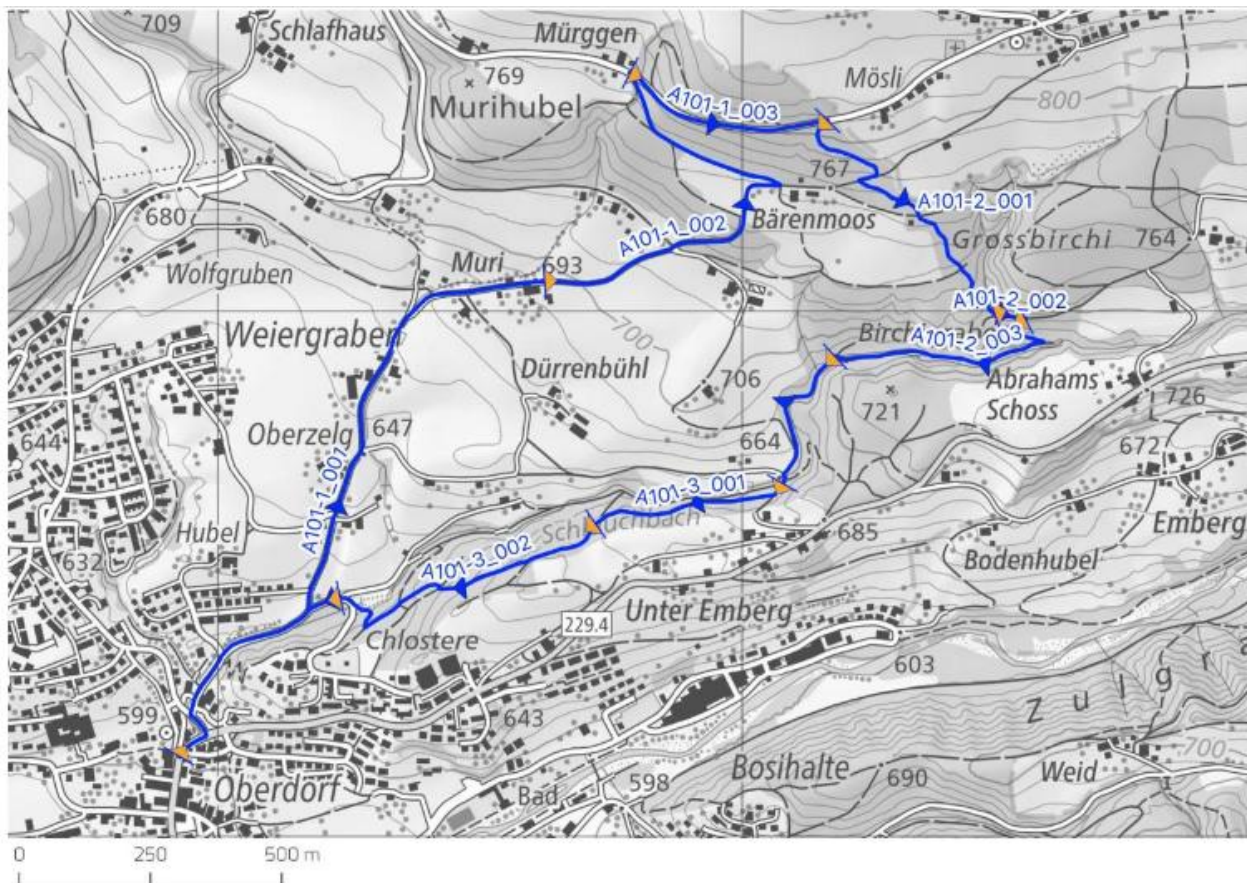 709
Schlafhaus
Mürggen
769
Murihubel
A101-1_003
Mösli
800
767
680
Bärenmoos
A101-2_001
A101-1_002
Grossbirchi
764
Wolfgruben
Muri
693
A101-2_002
Weiergraben
700
A101-2_003
Dürrenbühl
706
721
Abrahams
Schoss
726
644
Oberzelg
647
664
672
A101-1_001
A101-3_001
Emberg
Hubel
685
632
A101-3_002
Bodenhubel
Unter Emberg
229.4
Chlostere
603
Zulgra
599
643
700
Oberdorf
Bad
598
Bosihalte
690
Weid
0 250 500 m